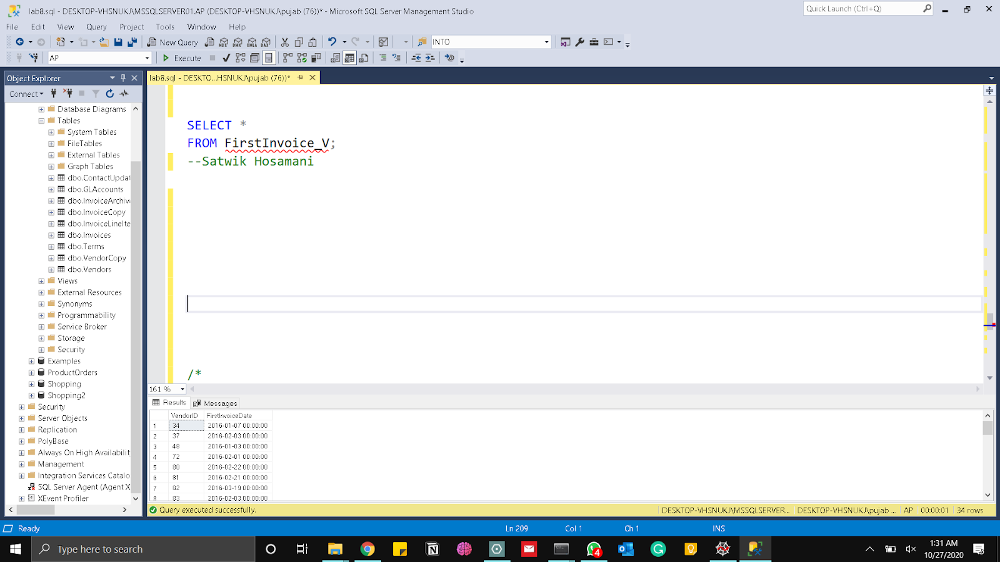 lab8.sql - DESKTOP-VHSNUKJ\MSSQLSERVER01.AP (DESKTOP-VHSNUKJ\pujab (76))* - Microsoft SQL Server Management Studio
Quick Launch (Ctrl+Q)
File Edit View Query Project Tools Window Help
New Query MDX DMX XMLA DAX INTO
AP Execute
Object Explorer
lab8.sql - DESKTO...HSNUKJ\pujab (76))*
Connect
Database Diagrams
Tables
System Tables
FileTables
External Tables
Graph Tables
dbo.ContactUpdat
dbo.GLAccounts
dbo.InvoiceArchiv
dbo.InvoiceCopy
dbo.InvoiceLineIte
dbo.Invoices
dbo.Terms
dbo.VendorCopy
dbo.Vendors
Views
External Resources
Synonyms
Programmability
Service Broker
Storage
Security
Examples
ProductOrders
Shopping
Shopping2
Security
Server Objects
Replication
PolyBase
Always On High Availabilit
Management
Integration Services Catalo
SQL Server Agent (Agent X
XEvent Profiler
SELECT *
FROM FirstInvoice_V;
--Satwik Hosamani
/*
161 %
Results Messages
VendorID FirstInvoiceDate
1 34 2016-01-07 00:00:00
2 37 2016-02-03 00:00:00
3 48 2016-01-03 00:00:00
4 72 2016-02-01 00:00:00
5 80 2016-02-22 00:00:00
6 81 2016-02-21 00:00:00
7 82 2016-03-19 00:00:00
8 83 2016-02-03 00:00:00
Query executed successfully. DESKTOP-VHSNUKJ\MSSQLSERVER... DESKTOP-VHSNUKJ\pujab ... AP 00:00:01 34 rows
Ready Ln 209 Col 1 Ch 1 INS
Type here to search
4
1:31 AM
10/27/2020